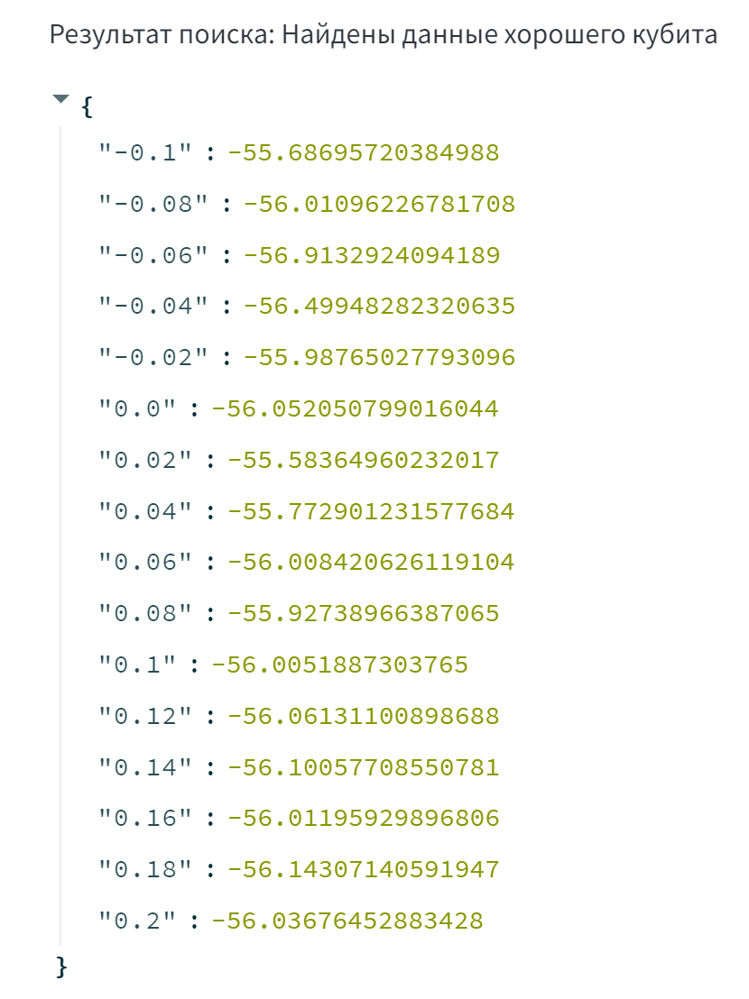 Результат поиска: Найдены данные хорошего кубита
{
"-0.1" : -55.68695720384988
"-0.08" : -56.01096226781708
"-0.06" : -56.9132924094189
"-0.04" : -56.49948282320635
"-0.02" : -55.98765027793096
"0.0" : -56.052050799016044
"0.02" : -55.58364960232017
"0.04" : -55.772901231577684
"0.06" : -56.008420626119104
"0.08" : -55.92738966387065
"0.1" : -56.0051887303765
"0.12" : -56.06131100898688
"0.14" : -56.10057708550781
"0.16" : -56.01195929896806
"0.18" : -56.14307140591947
"0.2" : -56.03676452883428
}